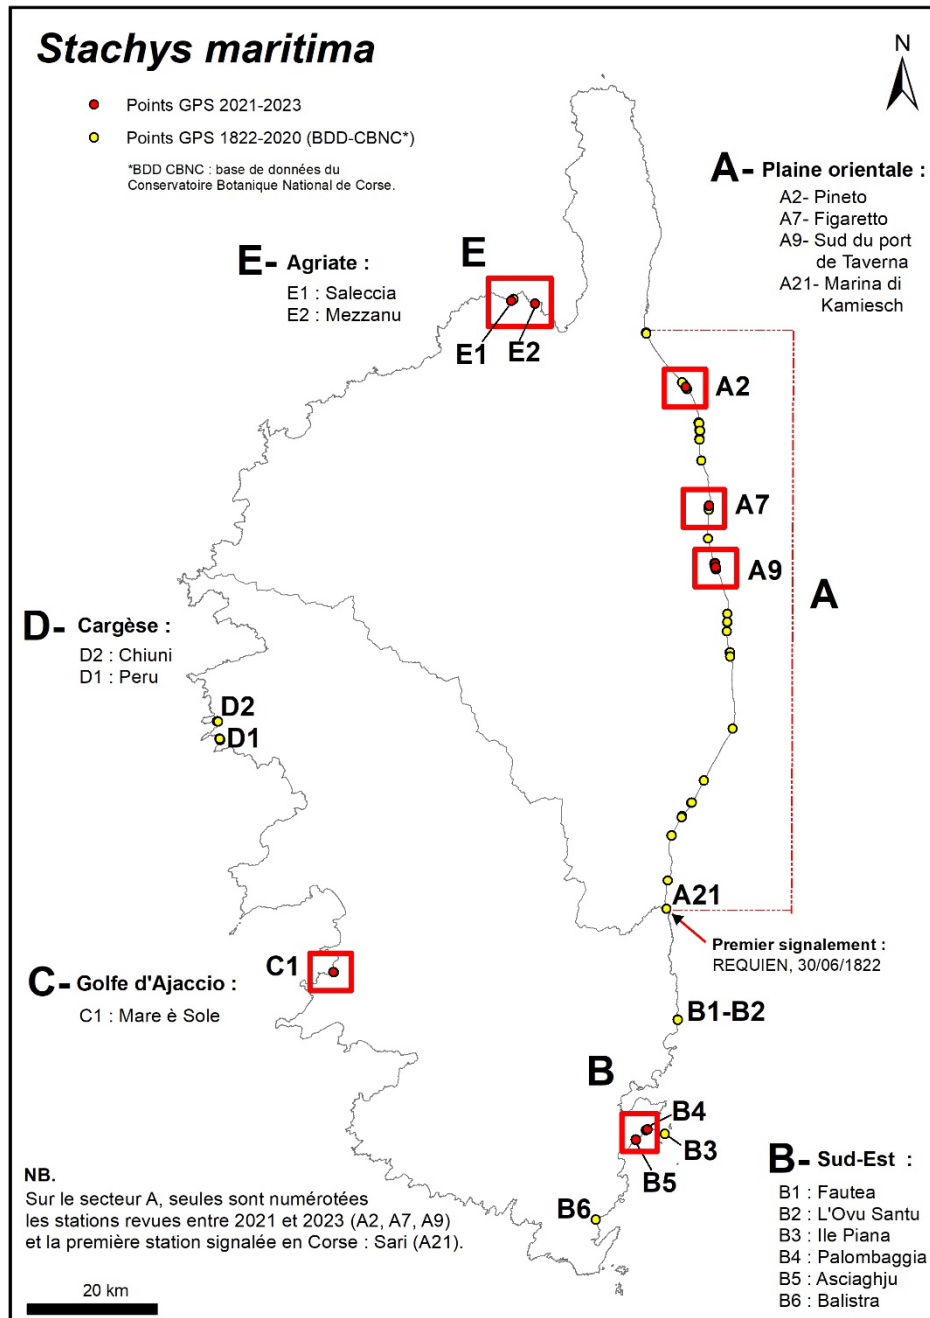 Stachys maritima
N
Points GPS 2021-2023
Points GPS 1822-2020 (BDD-CBNC*)
*BDD CBNC : base de données du
Conservatoire Botanique National de Corse.
A- Plaine orientale :
A2- Pineto
A7- Figaretto
A9- Sud du port
de Taverna
A21- Marina di
Kamiesch
E- Agriate :
E1 : Saleccia
E2 : Mezzanu
E
E1
E2
A2
A7
A9
A
D- Cargèse :
D2 : Chiuni
D1 : Peru
D2
D1
A21
Premier signalement :
REQUIEN, 30/06/1822
C1
C- Golfe d'Ajaccio :
C1 : Mare è Sole
B1-B2
B
B4
B3
B5
B6
B- Sud-Est :
B1 : Fautea
B2 : L'Ovu Santu
B3 : Ile Piana
B4 : Palombaggia
B5 : Asciaghju
B6 : Balistra
NB.
Sur le secteur A, seules sont numérotées
les stations revues entre 2021 et 2023 (A2, A7, A9)
et la première station signalée en Corse : Sari (A21).
20 km